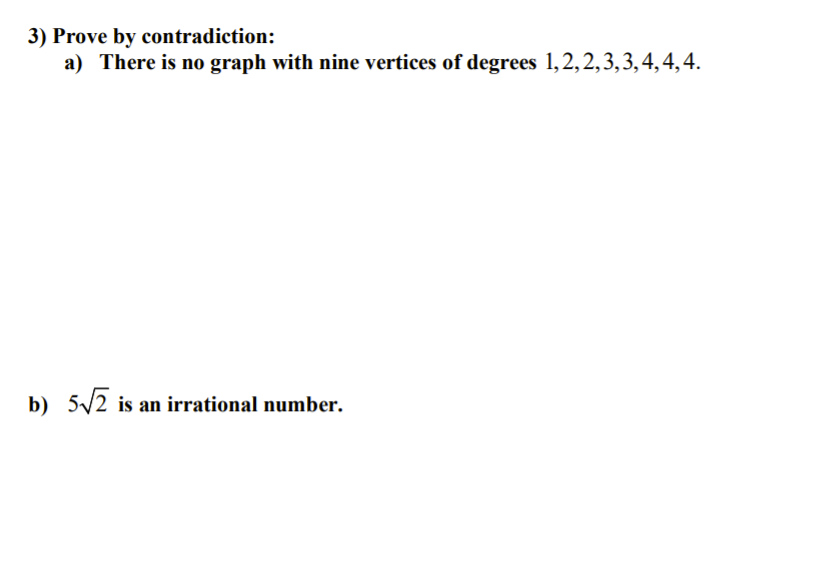 3) Prove by contradiction:
a) There is no graph with nine vertices of degrees 1,2,2,3,3,4,4,4.
b) 5√2 is an irrational number.